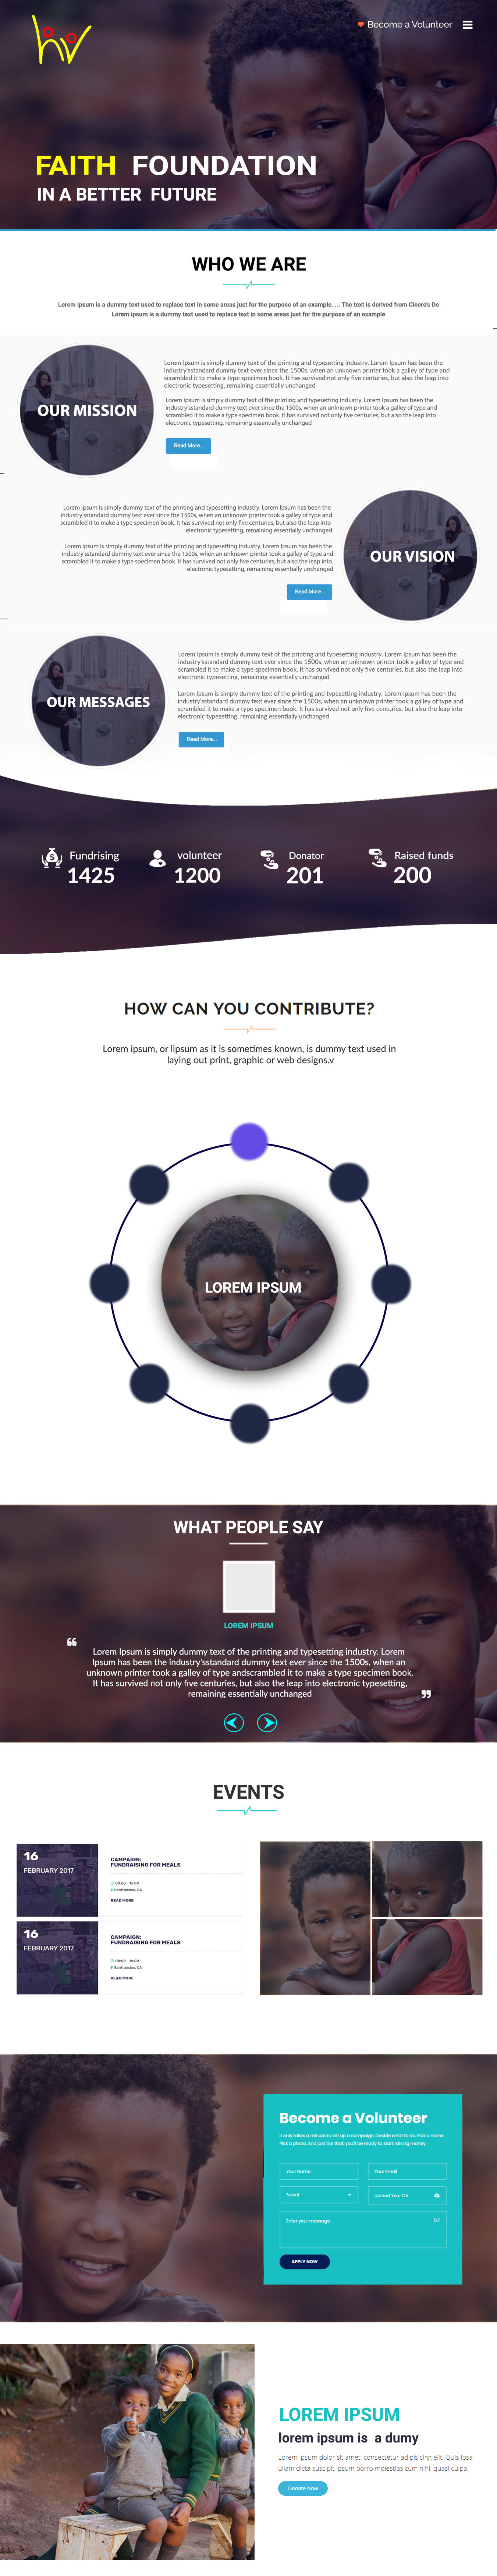 hv
Become a Volunteer
FAITH FOUNDATION
IN A BETTER FUTURE
WHO WE ARE
Lorem ipsum is a dummy text used to replace text in some areas just for the purpose of an example. ... The text is derived from Cicero's De
Lorem ipsum is a dummy text used to replace text in some areas just for the purpose of an example
OUR MISSION
Lorem Ipsum is simply dummy text of the printing and typesetting industry. Lorem Ipsum has been the
industry'sstandard dummy text ever since the 1500s, when an unknown printer took a galley of type and
scrambled it to make a type specimen book. It has survived not only five centuries, but also the leap into
electronic typesetting, remaining essentially unchanged
Lorem Ipsum is simply dummy text of the printing and typesetting industry. Lorem Ipsum has been the
industry'sstandard dummy text ever since the 1500s, when an unknown printer took a galley of type and
scrambled it to make a type specimen book. It has survived not only five centuries, but also the leap into
electronic typesetting, remaining essentially unchanged
Read More...
Lorem Ipsum is simply dummy text of the printing and typesetting industry. Lorem Ipsum has been the
industry'sstandard dummy text ever since the 1500s, when an unknown printer took a galley of type and
scrambled it to make a type specimen book. It has survived not only five centuries, but also the leap into
electronic typesetting, remaining essentially unchanged
Lorem Ipsum is simply dummy text of the printing and typesetting industry. Lorem Ipsum has been the
industry'sstandard dummy text ever since the 1500s, when an unknown printer took a galley of type and
scrambled it to make a type specimen book. It has survived not only five centuries, but also the leap into
electronic typesetting, remaining essentially unchanged
OUR VISION
Read More...
OUR MESSAGES
Lorem Ipsum is simply dummy text of the printing and typesetting industry. Lorem Ipsum has been the
industry'sstandard dummy text ever since the 1500s, when an unknown printer took a galley of type and
scrambled it to make a type specimen book. It has survived not only five centuries, but also the leap into
electronic typesetting, remaining essentially unchanged
Lorem Ipsum is simply dummy text of the printing and typesetting industry. Lorem Ipsum has been the
industry'sstandard dummy text ever since the 1500s, when an unknown printer took a galley of type and
scrambled it to make a type specimen book. It has survived not only five centuries, but also the leap into
electronic typesetting, remaining essentially unchanged
Read More...
Fundrising
1425
volunteer
1200
Donator
201
Raised funds
200
HOW CAN YOU CONTRIBUTE?
Lorem ipsum, or lipsum as it is sometimes known, is dummy text used in
laying out print, graphic or web designs.v
LOREM IPSUM
WHAT PEOPLE SAY
LOREM IPSUM
“
Lorem Ipsum is simply dummy text of the printing and typesetting industry. Lorem
Ipsum has been the industry'sstandard dummy text ever since the 1500s, when an
unknown printer took a galley of type andscrambled it to make a type specimen book.
It has survived not only five centuries, but also the leap into electronic typesetting,
remaining essentially unchanged
”
EVENTS
16
FEBRUARY 2017
CAMPAIGN:
FUNDRAISING FOR MEALS
08:00 - 16:00
SanFrancico, CA
READ MORE
16
FEBRUARY 2017
CAMPAIGN:
FUNDRAISING FOR MEALS
08:00 - 16:00
SanFrancico, CA
READ MORE
Become a Volunteer
It only takes a minute to set up a campaign. Decide what to do. Pick a name.
Pick a photo. And just like that, you'll be ready to start raising money.
Your Name
Your Email
Select
Upload Your CV
Enter your massage
APPLY NOW
LOREM IPSUM
lorem ipsum is a dumy
Lorem ipsum dolor sit amet, consectetur adipisicing elit. Quis ipsa
ullam dicta suscipit ipsum porro molestias cum nihil quasi culpa.
Donate Now